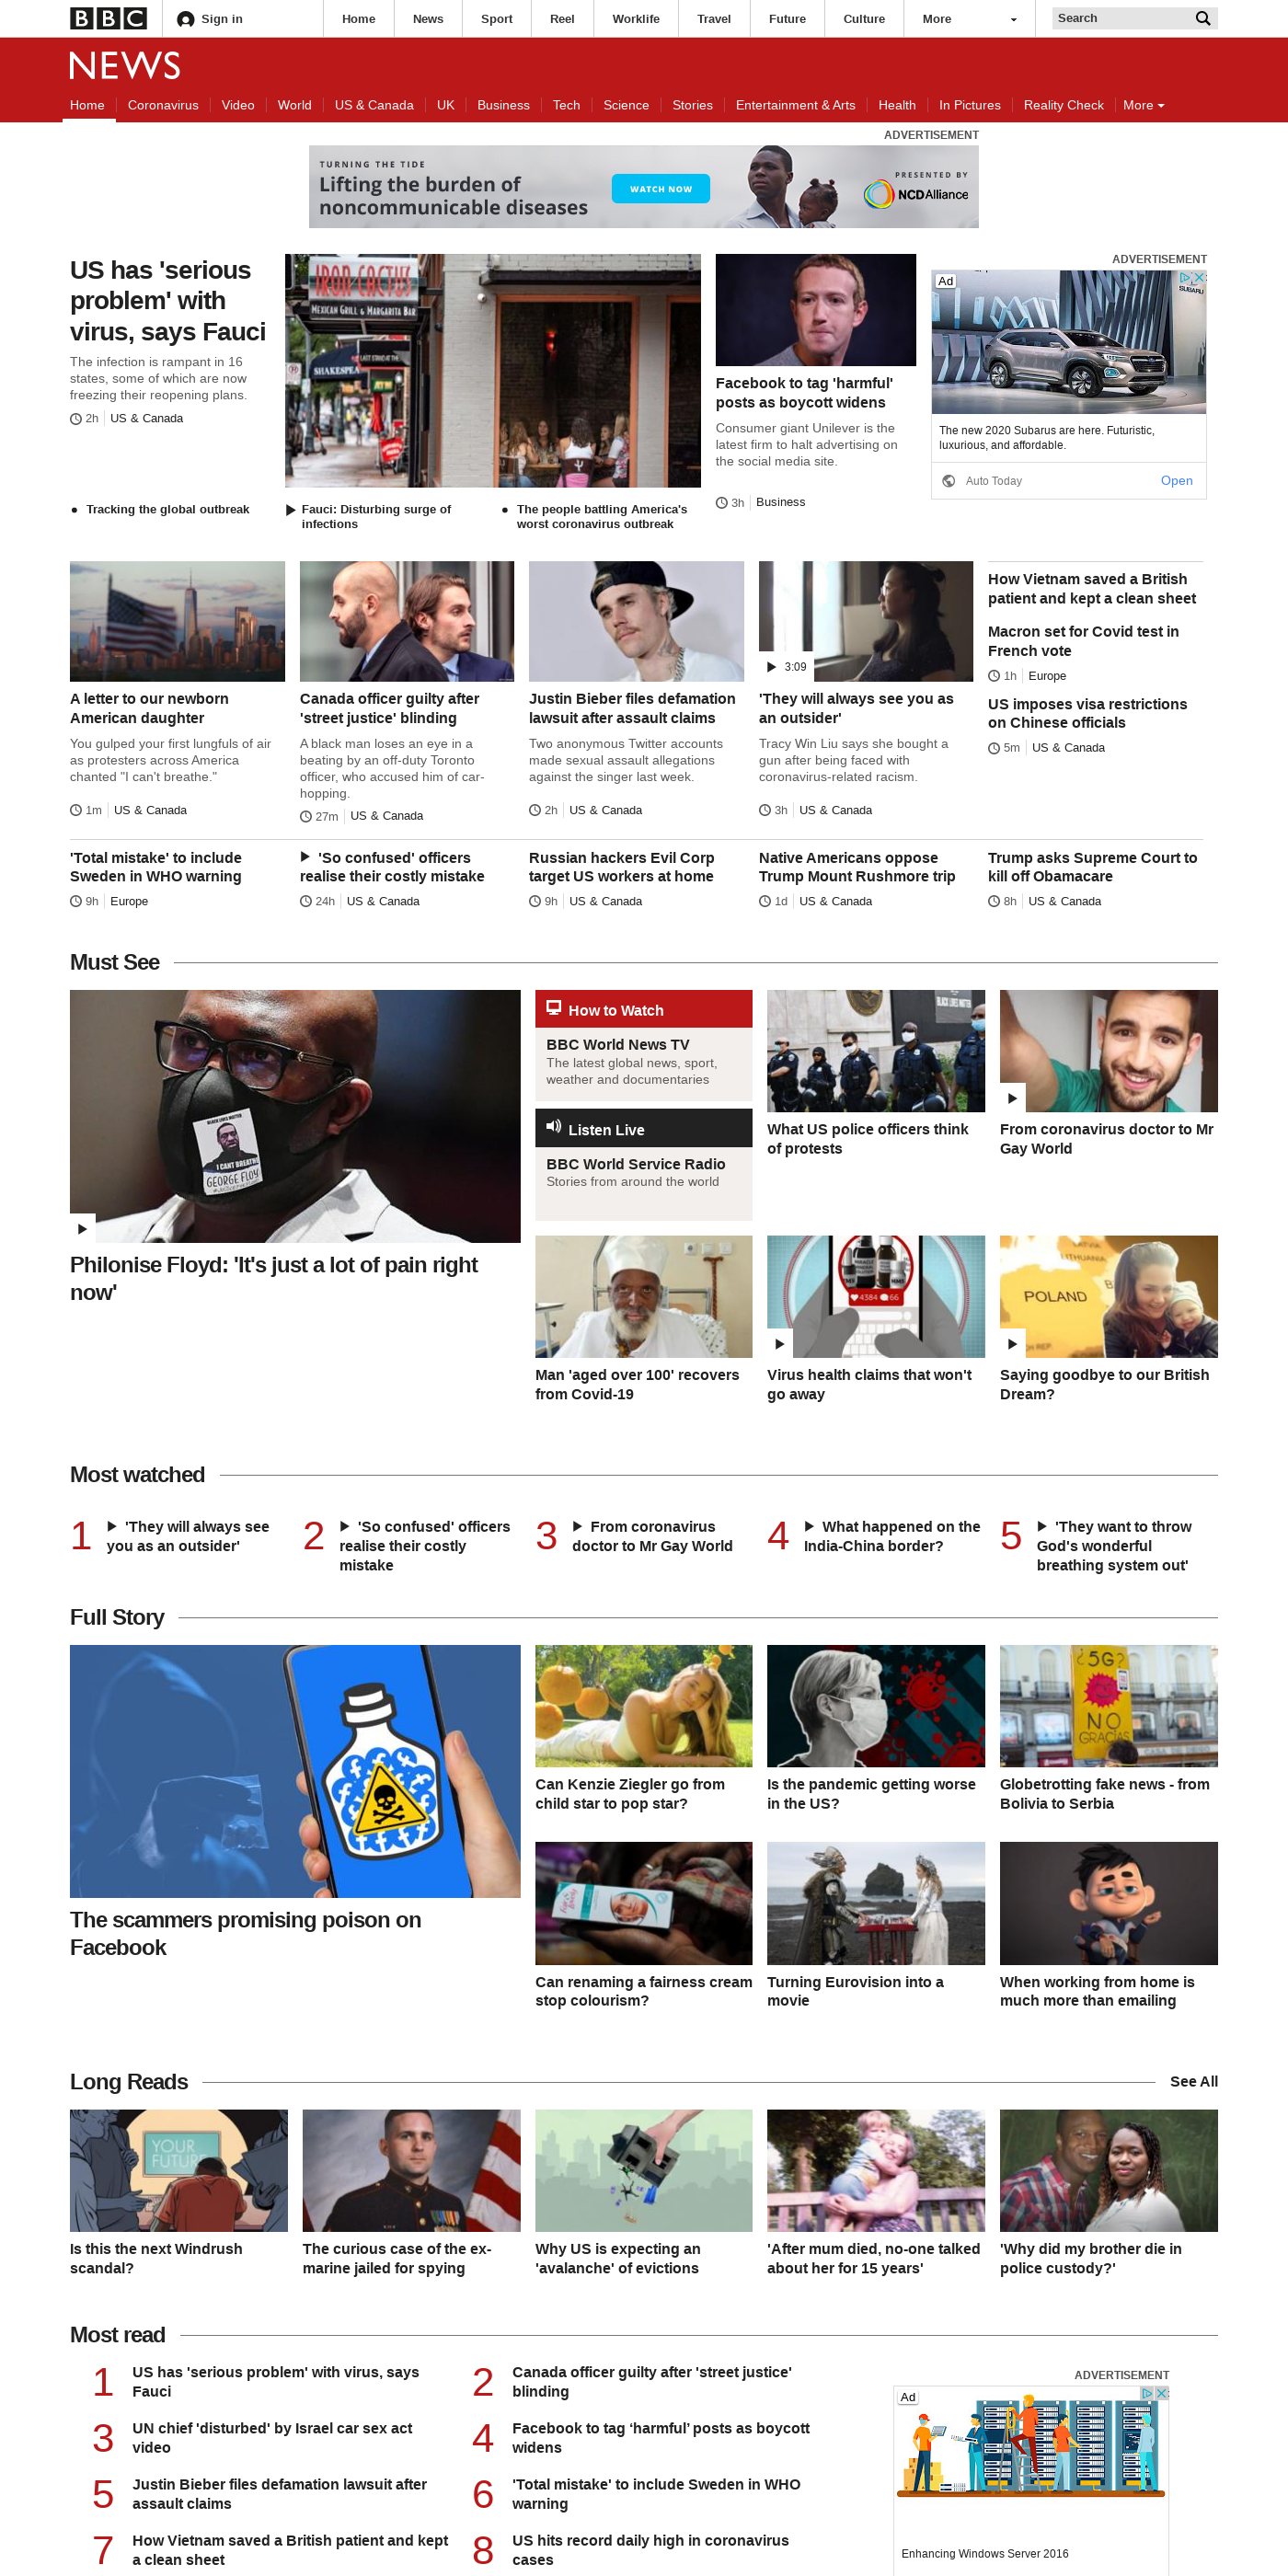 BBC
Sign in
Home
News
Sport
Reel
Worklife
Travel
Future
Culture
More
Search
NEWS
Home
Coronavirus
Video
World
US & Canada
UK
Business
Tech
Science
Stories
Entertainment & Arts
Health
In Pictures
Reality Check
More
ADVERTISEMENT
TURNING THE TIDE
Lifting the burden of
noncommunicable diseases
WATCH NOW
PRESENTED BY
NCDAlliance
US has 'serious
problem' with
virus, says Fauci
The infection is rampant in 16
states, some of which are now
freezing their reopening plans.
2h US & Canada
IRON CACTUS
MEXICAN GRILL & MARGARITA BAR
Facebook to tag 'harmful'
posts as boycott widens
Consumer giant Unilever is the
latest firm to halt advertising on
the social media site.
3h Business
ADVERTISEMENT
Ad
SUBARU
The new 2020 Subarus are here. Futuristic,
luxurious, and affordable.
Auto Today
Open
Tracking the global outbreak
Fauci: Disturbing surge of
infections
The people battling America's
worst coronavirus outbreak
A letter to our newborn
American daughter
You gulped your first lungfuls of air
as protesters across America
chanted "I can't breathe."
1m US & Canada
Canada officer guilty after
'street justice' blinding
A black man loses an eye in a
beating by an off-duty Toronto
officer, who accused him of car-
hopping.
27m US & Canada
Justin Bieber files defamation
lawsuit after assault claims
Two anonymous Twitter accounts
made sexual assault allegations
against the singer last week.
2h US & Canada
3:09
'They will always see you as
an outsider'
Tracy Win Liu says she bought a
gun after being faced with
coronavirus-related racism.
3h US & Canada
How Vietnam saved a British
patient and kept a clean sheet
Macron set for Covid test in
French vote
1h Europe
US imposes visa restrictions
on Chinese officials
5m US & Canada
'Total mistake' to include
Sweden in WHO warning
9h Europe
'So confused' officers
realise their costly mistake
24h US & Canada
Russian hackers Evil Corp
target US workers at home
9h US & Canada
Native Americans oppose
Trump Mount Rushmore trip
1d US & Canada
Trump asks Supreme Court to
kill off Obamacare
8h US & Canada
Must See
BLACK LIVES MATTER
I CANT BREATHE
GEORGE FLOY
Philonise Floyd: 'It's just a lot of pain right
now'
How to Watch
BBC World News TV
The latest global news, sport,
weather and documentaries
Listen Live
BBC World Service Radio
Stories from around the world
BLACK LIVES MATTER
What US police officers think
of protests
From coronavirus doctor to Mr
Gay World
Man 'aged over 100' recovers
from Covid-19
4384 66
Virus health claims that won't
go away
LATVIA
LITHUANIA
POLAND
Saying goodbye to our British
Dream?
Most watched
1 'They will always see
you as an outsider'
2 'So confused' officers
realise their costly
mistake
3 From coronavirus
doctor to Mr Gay World
4 What happened on the
India-China border?
5 'They want to throw
God's wonderful
breathing system out'
Full Story
The scammers promising poison on
Facebook
Can Kenzie Ziegler go from
child star to pop star?
Is the pandemic getting worse
in the US?
¿5G?
NO
GRACIAS
Globetrotting fake news - from
Bolivia to Serbia
Can renaming a fairness cream
stop colourism?
Turning Eurovision into a
movie
When working from home is
much more than emailing
Long Reads
See All
YOUR
FUTURE
Is this the next Windrush
scandal?
The curious case of the ex-
marine jailed for spying
Why US is expecting an
'avalanche' of evictions
'After mum died, no-one talked
about her for 15 years'
'Why did my brother die in
police custody?'
Most read
1 US has 'serious problem' with virus, says
Fauci
2 Canada officer guilty after 'street justice'
blinding
3 UN chief 'disturbed' by Israel car sex act
video
4 Facebook to tag ‘harmful’ posts as boycott
widens
5 Justin Bieber files defamation lawsuit after
assault claims
6 'Total mistake' to include Sweden in WHO
warning
7 How Vietnam saved a British patient and kept
a clean sheet
8 US hits record daily high in coronavirus
cases
ADVERTISEMENT
Ad
Enhancing Windows Server 2016